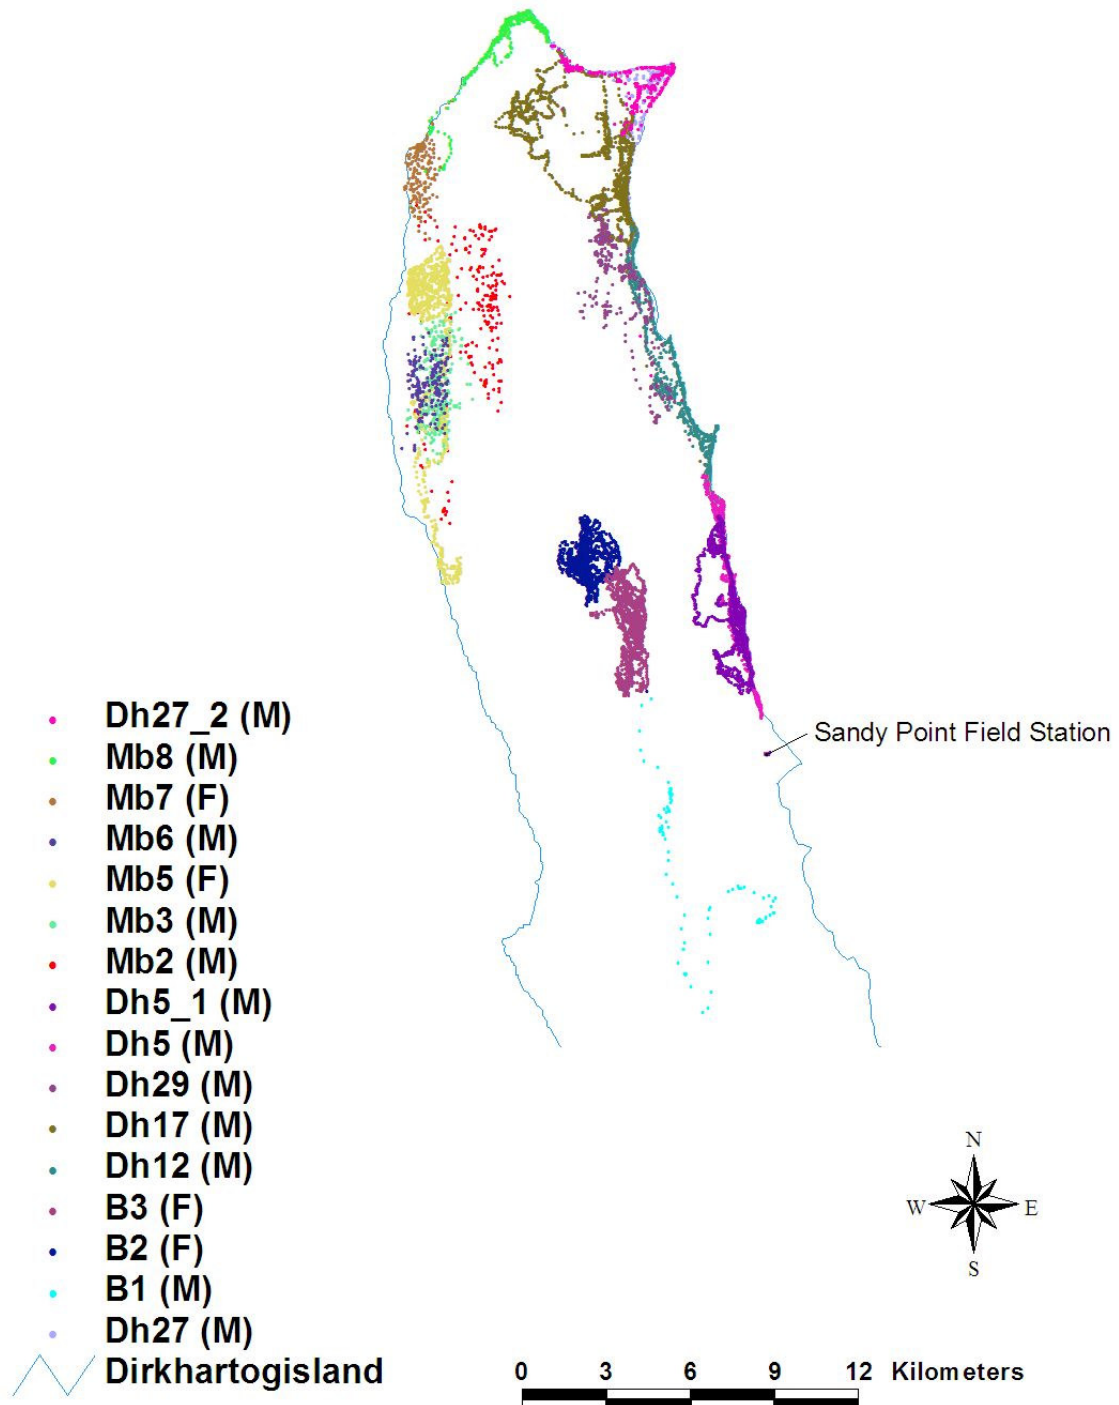 Sandy Point Field Station
Dh27_2 (M)
Mb8 (M)
Mb7 (F)
Mb6 (M)
Mb5 (F)
Mb3 (M)
Mb2 (M)
Dh5_1 (M)
Dh5 (M)
Dh29 (M)
Dh17 (M)
Dh12 (M)
B3 (F)
B2 (F)
B1 (M)
Dh27 (M)
Dirkhartogisland
N
W E
S
0 3 6 9 12 Kilometers